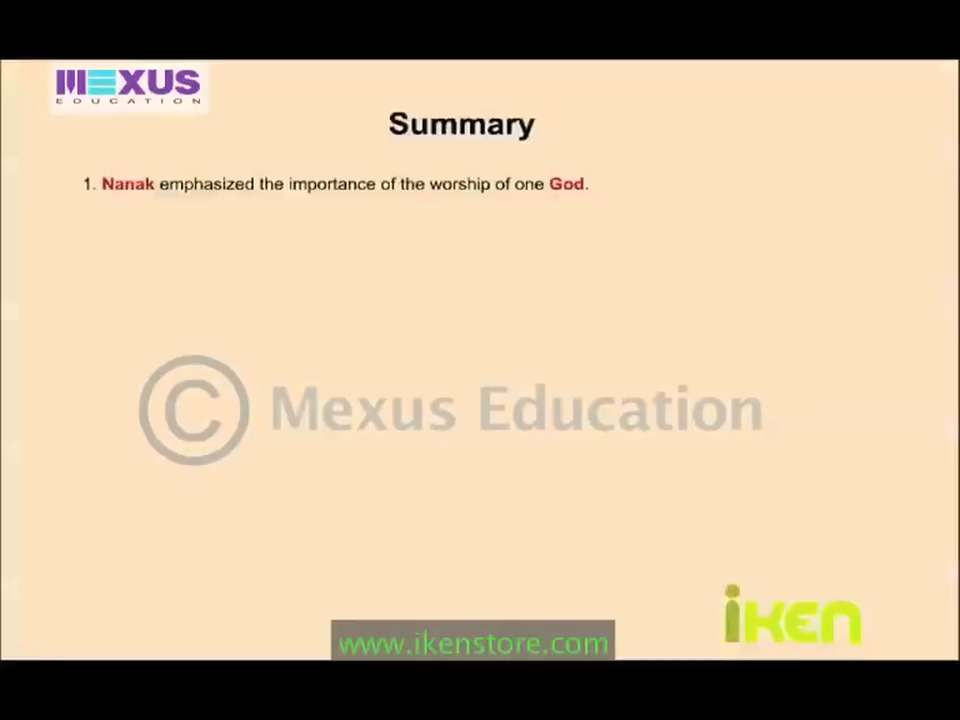 MEXUS
EDUCATION
Summary
1. Nanak emphasized the importance of the worship of one God.
© Mexus Education
iKEN
www.ikenstore.com